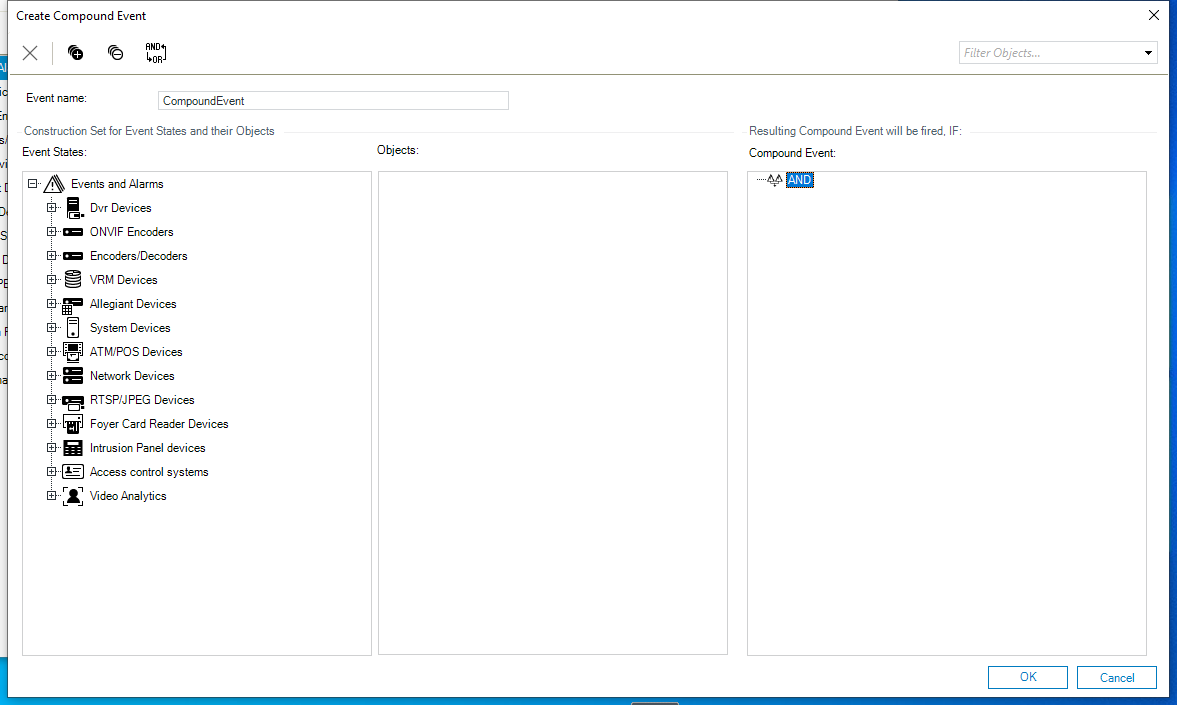 Create Compound Event
AND
OR
Filter Objects...
Event name:
CompoundEvent
Construction Set for Event States and their Objects
Resulting Compound Event will be fired, IF:
Event States:
Objects:
Compound Event:
Events and Alarms
AND
Dvr Devices
ONVIF Encoders
Encoders/Decoders
VRM Devices
Allegiant Devices
System Devices
ATM/POS Devices
Network Devices
RTSP/JPEG Devices
Foyer Card Reader Devices
Intrusion Panel devices
Access control systems
Video Analytics
OK
Cancel